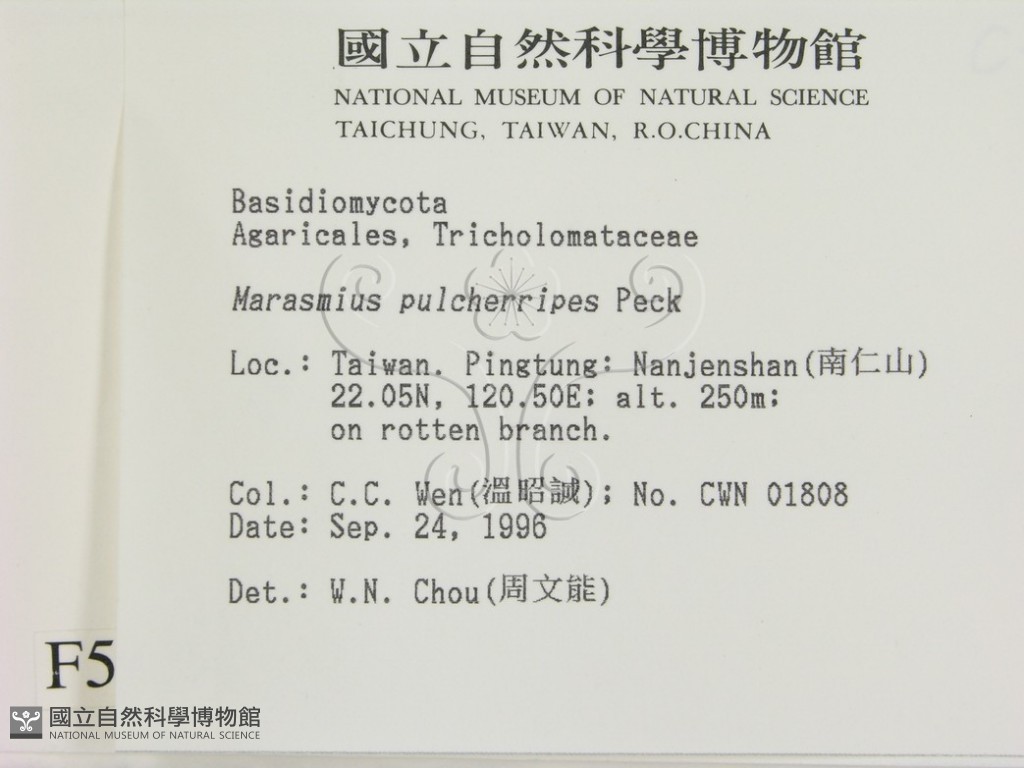 國立自然科學博物館
NATIONAL MUSEUM OF NATURAL SCIENCE
TAICHUNG, TAIWAN, R.O.CHINA
Basidiomycota
Agaricales, Tricholomataceae
Marasmius pulcherripes Peck
Loc.: Taiwan. Pingtung: Nanjenshan(南仁山)
22.05N, 120.50E; alt. 250m;
on rotten branch.
Col.: C.C. Wen(溫昭誠); No. CWN 01808
Date: Sep. 24, 1996
Det.: W.N. Chou(周文能)
F5
國立自然科學博物館
NATIONAL MUSEUM OF NATURAL SCIENCE